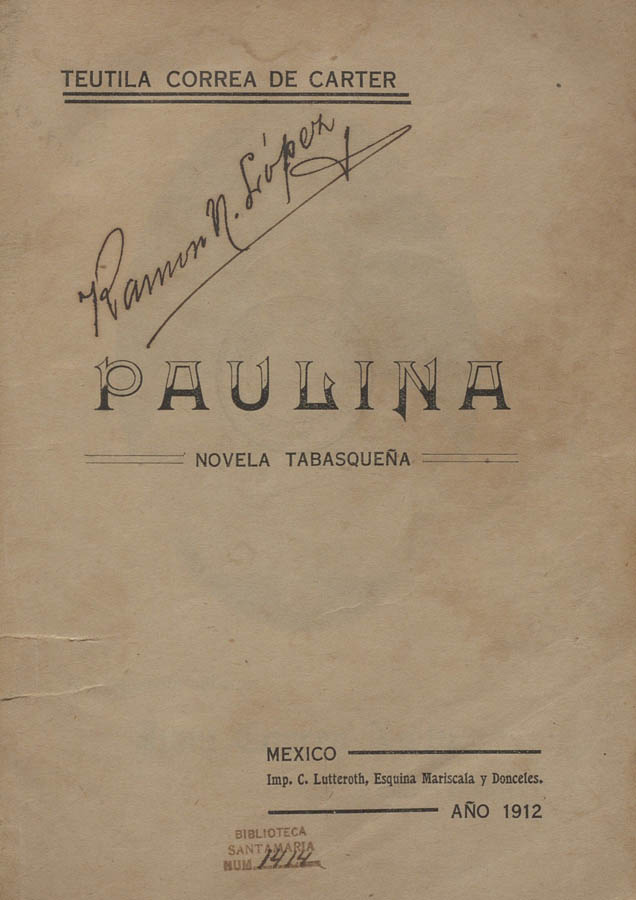 TEUTILA CORREA DE CARTER
Ramon N. López
PAULINA
NOVELA TABASQUEÑA
MEXICO
Imp. C. Lutteroth, Esquina Mariscala y Donceles.
AÑO 1912
BIBLIOTECA
SANTAMARIA
NUM. 1414